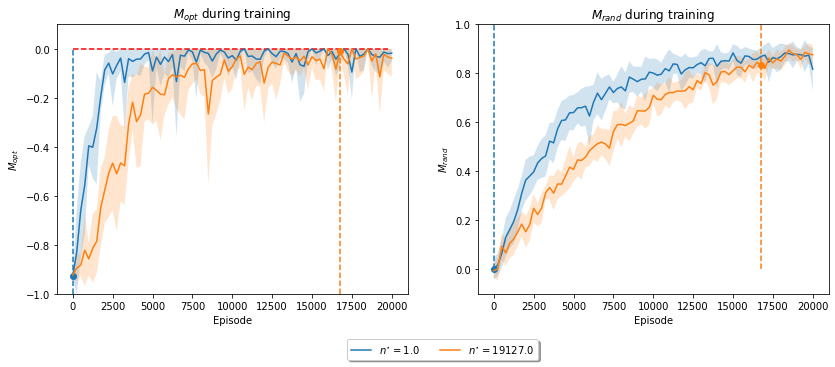 M_opt during training
M_opt
0.0
−0.2
−0.4
−0.6
−0.8
−1.0
0 2500 5000 7500 10000 12500 15000 17500 20000
Episode
M_rand during training
M_rand
1.0
0.8
0.6
0.4
0.2
0.0
0 2500 5000 7500 10000 12500 15000 17500 20000
Episode
n* = 1.0
n* = 19127.0